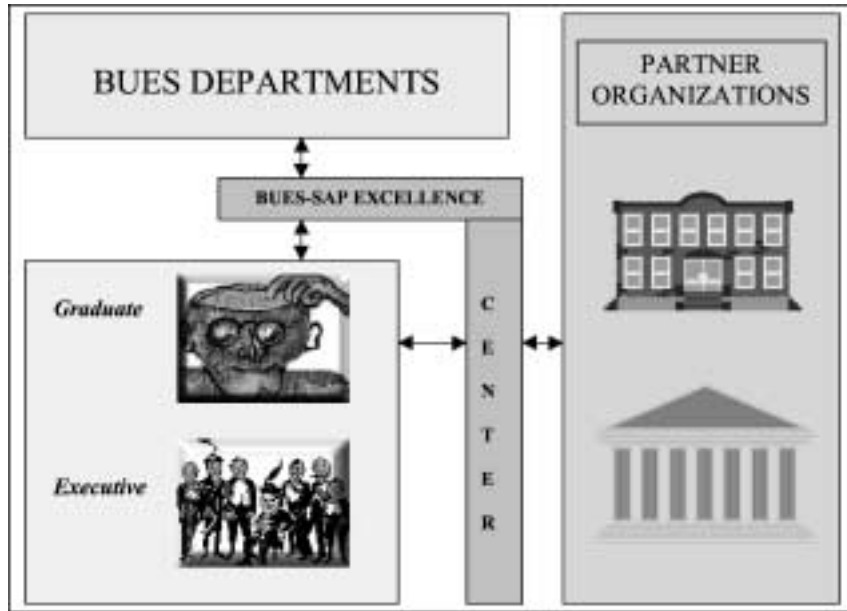 BUES DEPARTMENTS
PARTNER
ORGANIZATIONS
BUES-SAP EXCELLENCE
C
E
N
T
E
R
Graduate
Executive